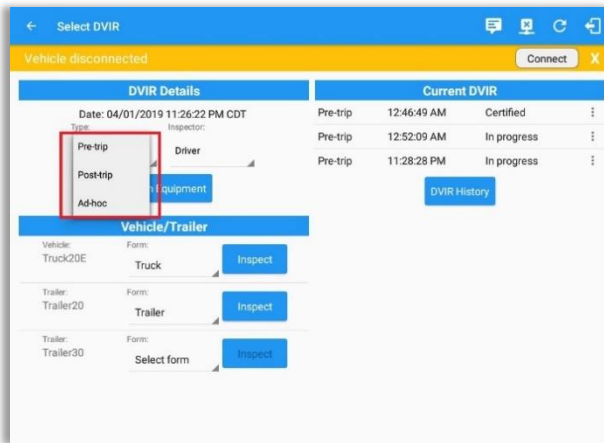 Select DVIR
Vehicle disconnected
Connect
X
DVIR Details
Date: 04/01/2019 11:26:22 PM CDT
Type:
Inspector:
Pre-trip
Driver
Post-trip
Equipment
Ad-hoc
Vehicle/Trailer
Vehicle:
Form:
Truck20E
Truck
Inspect
Trailer:
Form:
Trailer20
Trailer
Inspect
Trailer:
Form:
Trailer30
Select form
Inspect
Current DVIR
Pre-trip 12:46:49 AM Certified
Pre-trip 12:52:09 AM In progress
Pre-trip 11:28:28 PM In progress
DVIR History